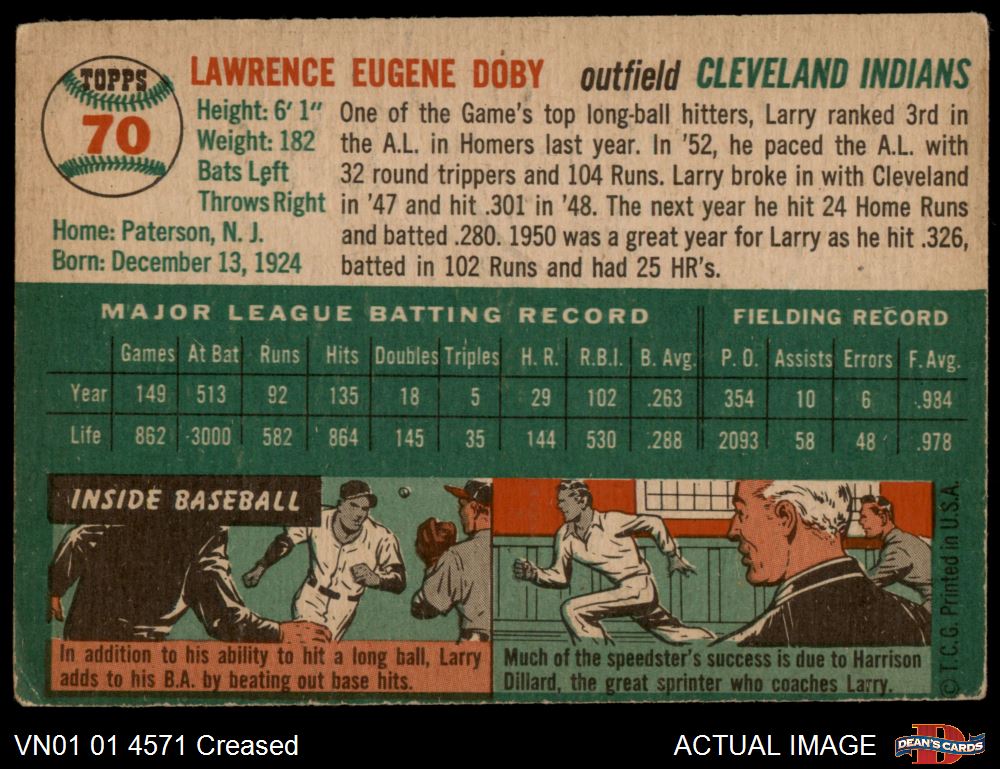 TOPPS
70
LAWRENCE EUGENE DOBY outfield CLEVELAND INDIANS
Height: 6' 1"
Weight: 182
Bats Left
Throws Right
Home: Paterson, N. J.
Born: December 13, 1924
One of the Game's top long-ball hitters, Larry ranked 3rd in
the A.L. in Homers last year. In '52, he paced the A.L. with
32 round trippers and 104 Runs. Larry broke in with Cleveland
in '47 and hit .301 in '48. The next year he hit 24 Home Runs
and batted .280. 1950 was a great year for Larry as he hit .326,
batted in 102 Runs and had 25 HR's.
MAJOR LEAGUE BATTING RECORD FIELDING RECORD
Games At Bat Runs Hits Doubles Triples H. R. R.B.I. B. Avg. P. O. Assists Errors F. Avg.
Year 149 513 92 135 18 5 29 102 .263 354 10 6 .984
Life 862 3000 582 864 145 35 144 530 .288 2093 58 48 .978
INSIDE BASEBALL
In addition to his ability to hit a long ball, Larry
adds to his B.A. by beating out base hits.
Much of the speedster's success is due to Harrison
Dillard, the great sprinter who coaches Larry.
© T.C.G. Printed in U.S.A.
VN01 01 4571 Creased
ACTUAL IMAGE
D
DEAN'S CARDS